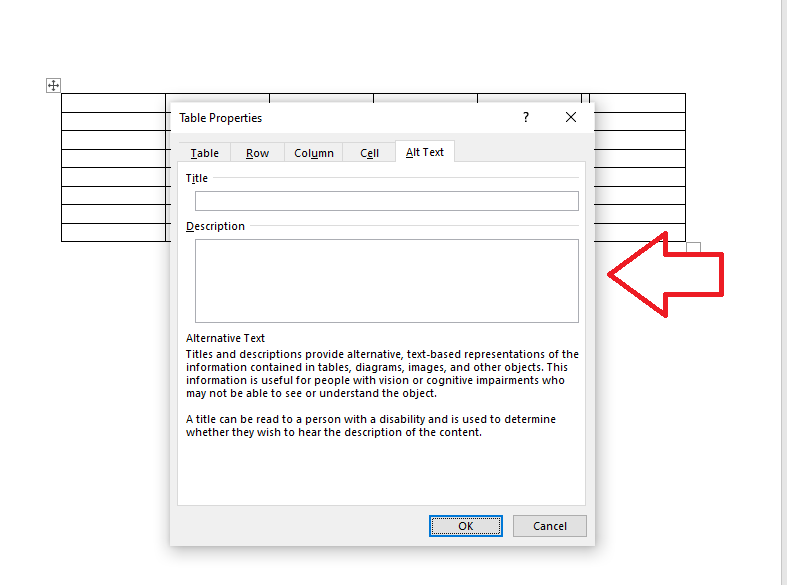 Table Properties ?
Table Row Column Cell Alt Text
Title
Description
Alternative Text
Titles and descriptions provide alternative, text-based representations of the
information contained in tables, diagrams, images, and other objects. This
information is useful for people with vision or cognitive impairments who
may not be able to see or understand the object.
A title can be read to a person with a disability and is used to determine
whether they wish to hear the description of the content.
OK Cancel